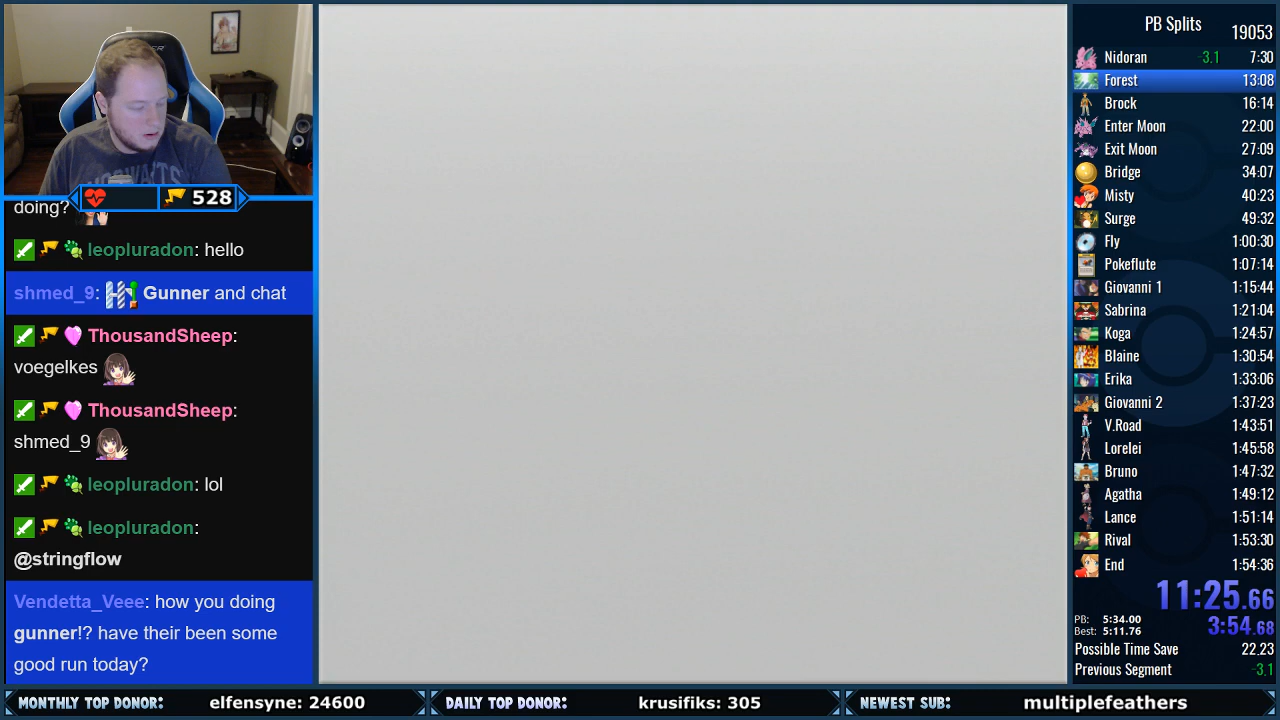 528
doing?
leopluradon: hello
shmed_9: Gunner and chat
ThousandSheep:
voegelkes
ThousandSheep:
shmed_9
leopluradon: lol
leopluradon:
@stringflow
Vendetta_Veee: how you doing
gunner!? have their been some
good run today?
PB Splits
19053
Nidoran -3.1 7:30
Forest 13:08
Brock 16:14
Enter Moon 22:00
Exit Moon 27:09
Bridge 34:07
Misty 40:23
Surge 49:32
Fly 1:00:30
Pokeflute 1:07:14
Giovanni 1 1:15:44
Sabrina 1:21:04
Koga 1:24:57
Blaine 1:30:54
Erika 1:33:06
Giovanni 2 1:37:23
V.Road 1:43:51
Lorelei 1:45:58
Bruno 1:47:32
Agatha 1:49:12
Lance 1:51:14
Rival 1:53:30
End 1:54:36
11:25.66
PB: 5:34.00
Best: 5:11.76
3:54.68
Possible Time Save 22.23
Previous Segment -3.1
MONTHLY TOP DONOR: elfensyne: 24600
DAILY TOP DONOR: krusifiks: 305
NEWEST SUB: multiplefeathers